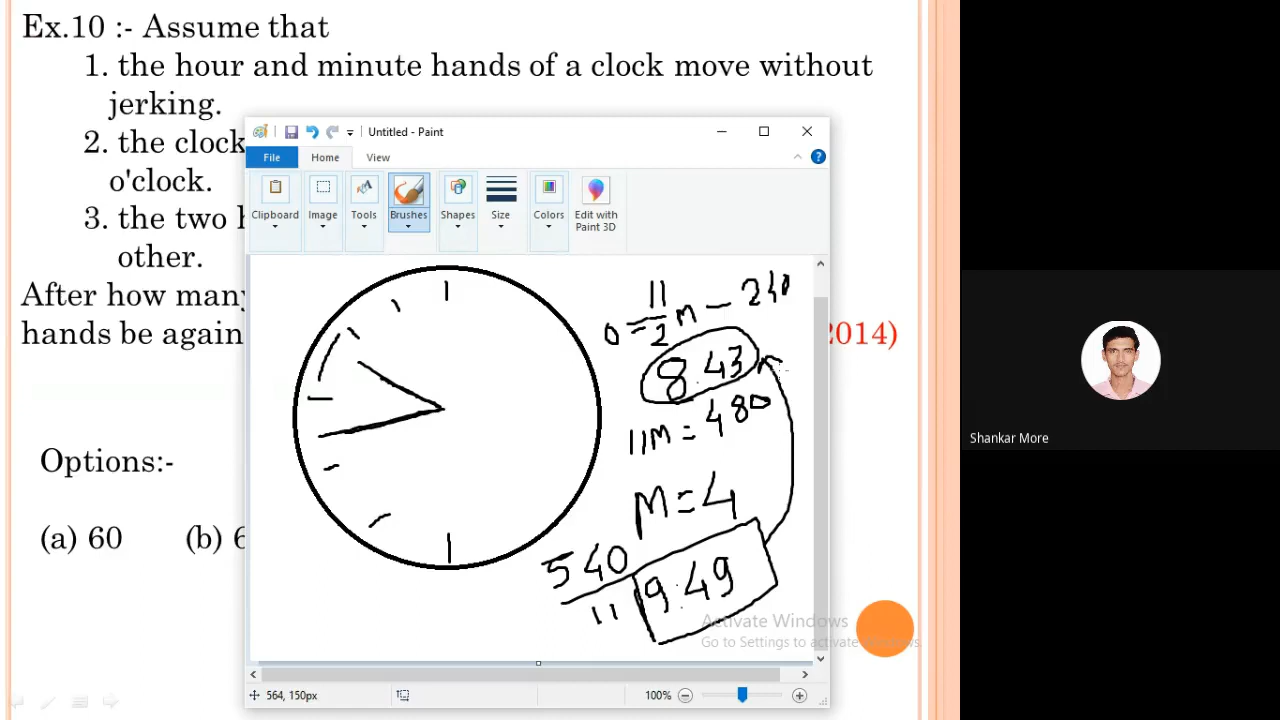 Ex.10 :- Assume that
1. the hour and minute hands of a clock move without
jerking.
2. the clock
o'clock.
3. the two h
other.
After how many
hands be again
2014)
Options:-
(a) 60 (b) 6
Untitled - Paint
File Home View
Clipboard Image Tools Brushes Shapes Size Colors Edit with
Paint 3D
0 = 11/2 M - 240
8.43
11M = 480
M = 4
540/11
9.49
Activate Windows
Go to Settings to activate Windows.
564, 150px
100%
Shankar More